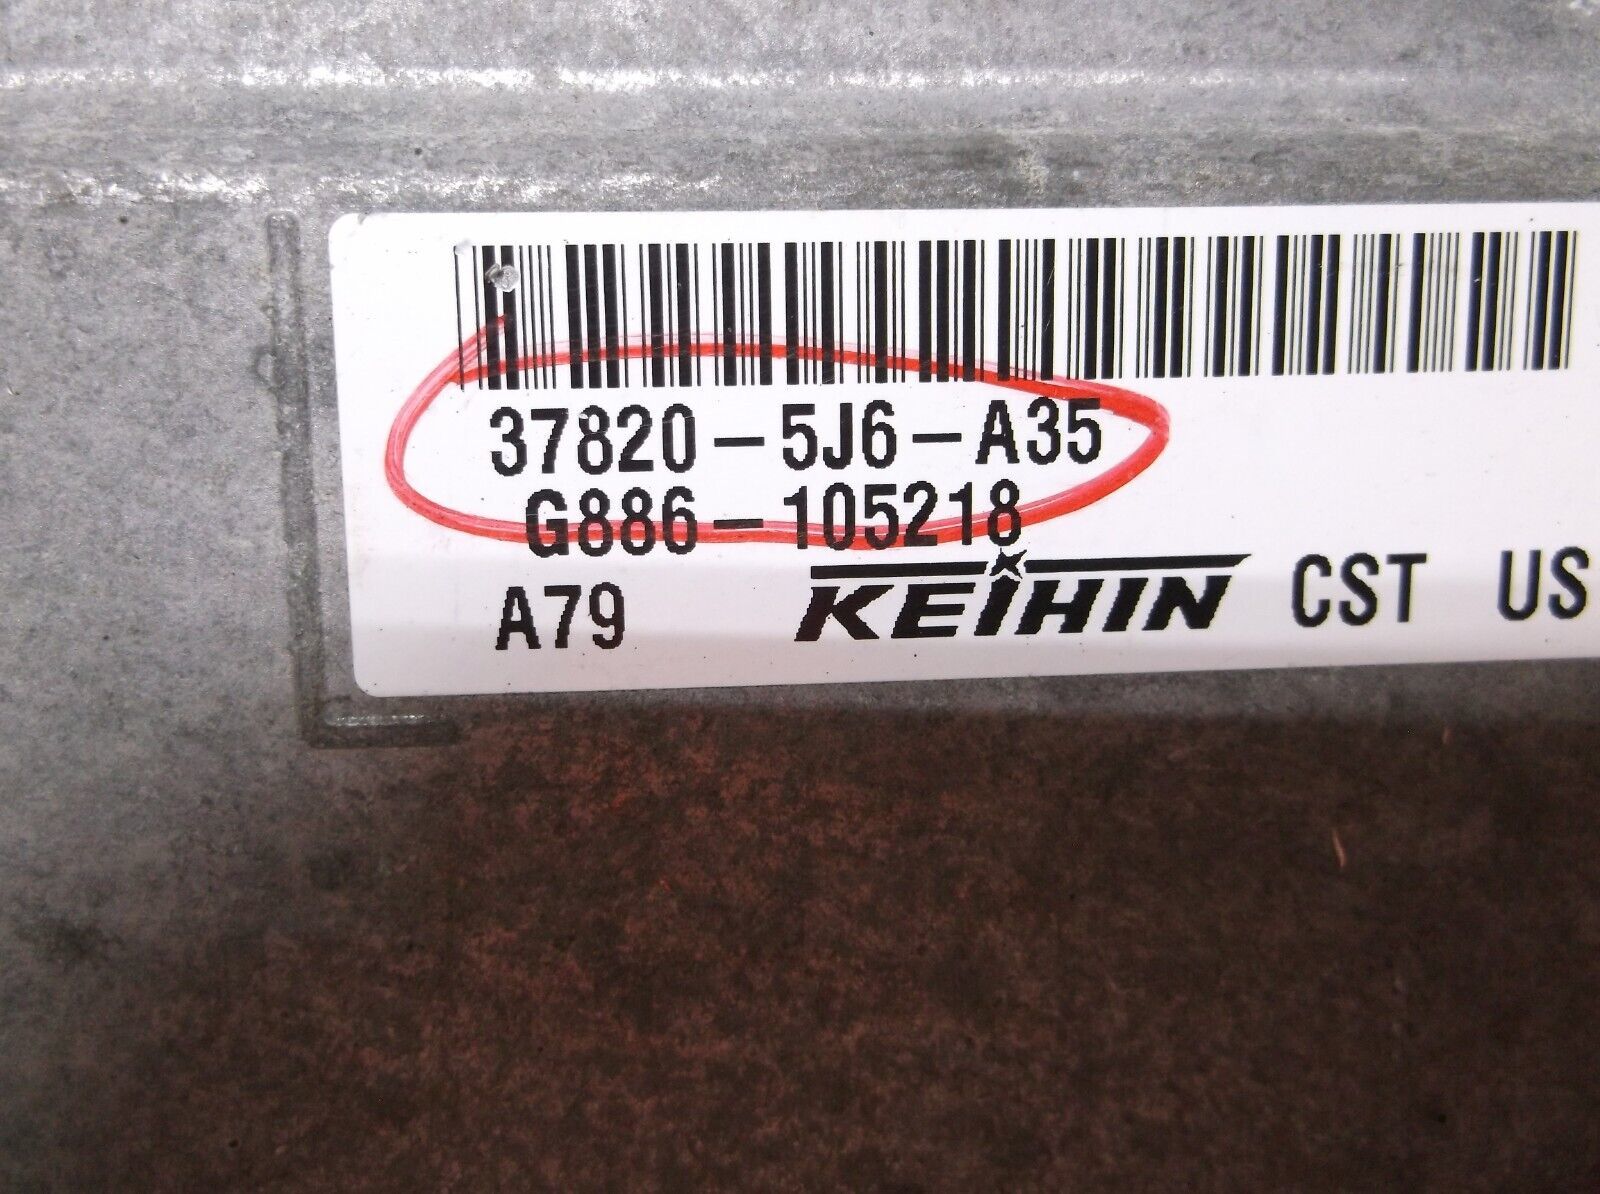 37820-5J6-A35
G886-105218
A79 KEIHIN CST US